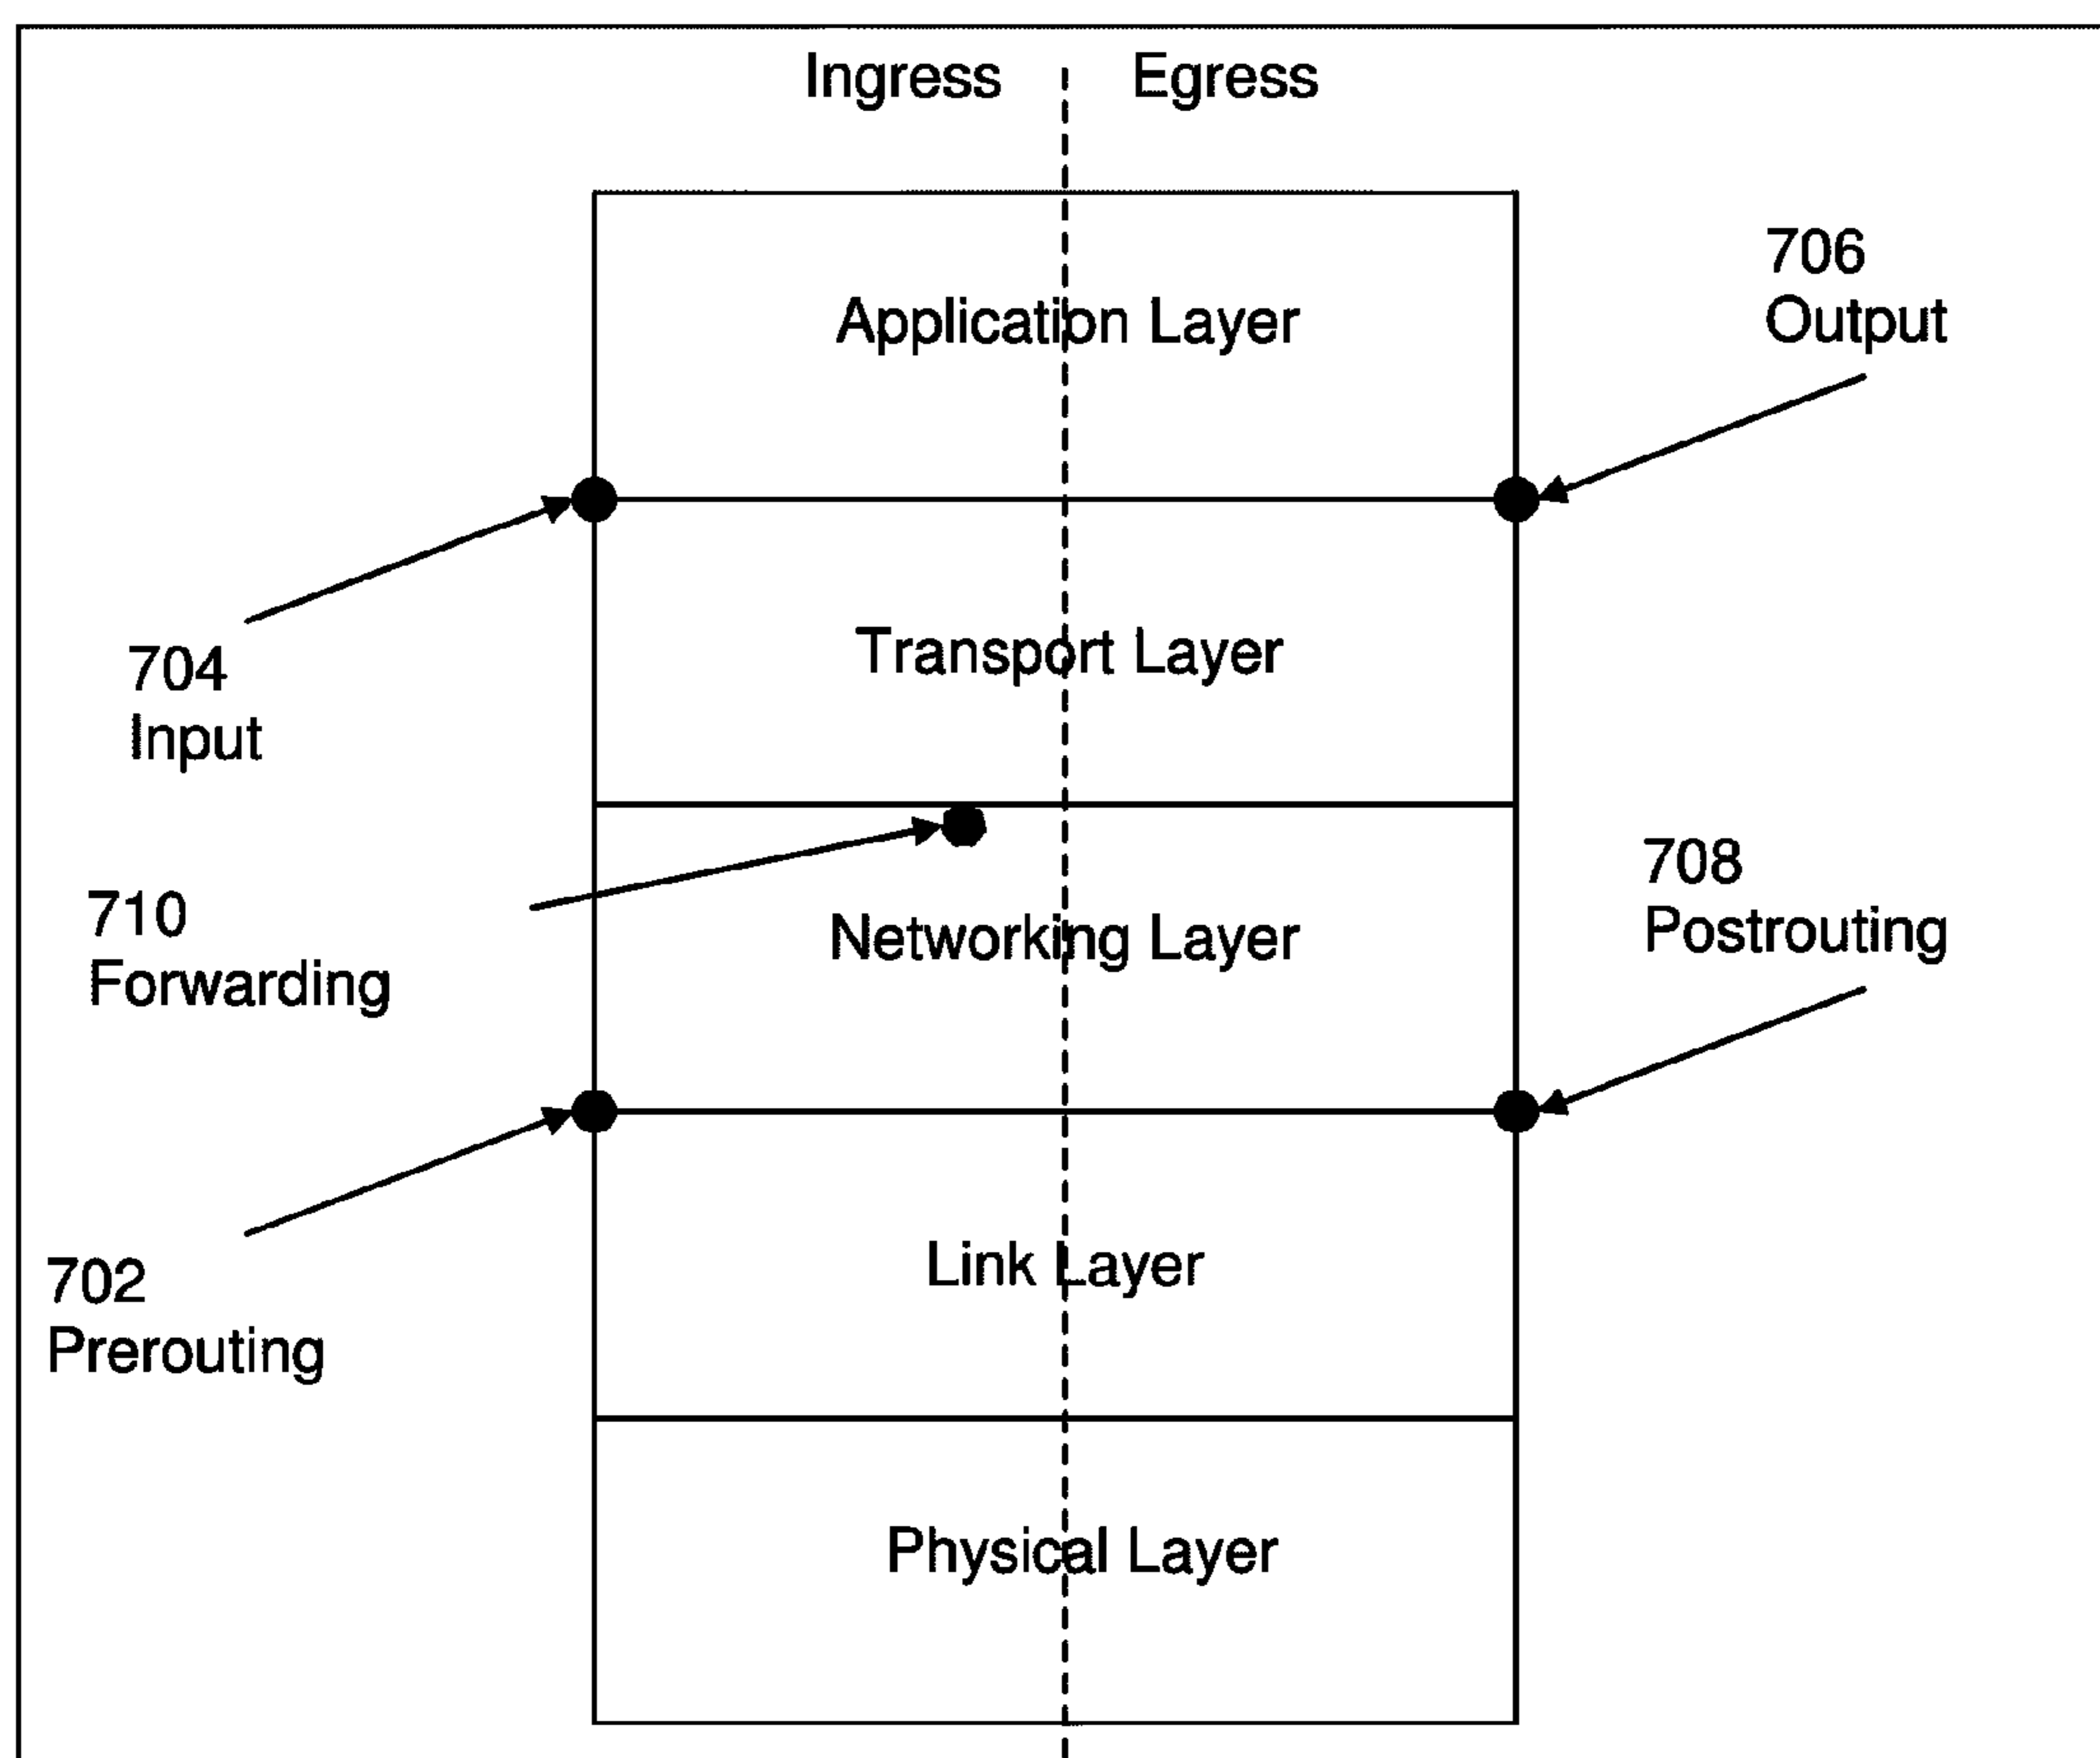 Ingress Egress
706
Output
Application Layer
704
Input
Transport Layer
710
Forwarding
Networking Layer
708
Postrouting
702
Prerouting
Link Layer
Physical Layer